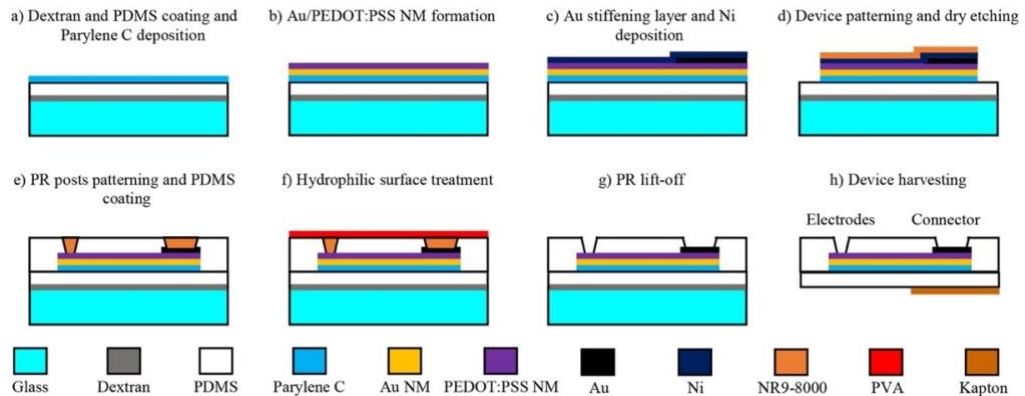 a) Dextran and PDMS coating and
Parylene C deposition
b) Au/PEDOT:PSS NM formation
c) Au stiffening layer and Ni
deposition
d) Device patterning and dry etching
e) PR posts patterning and PDMS
coating
f) Hydrophilic surface treatment
g) PR lift-off
h) Device harvesting
Electrodes
Connector
Glass
Dextran
PDMS
Parylene C
Au NM
PEDOT:PSS NM
Au
Ni
NR9-8000
PVA
Kapton